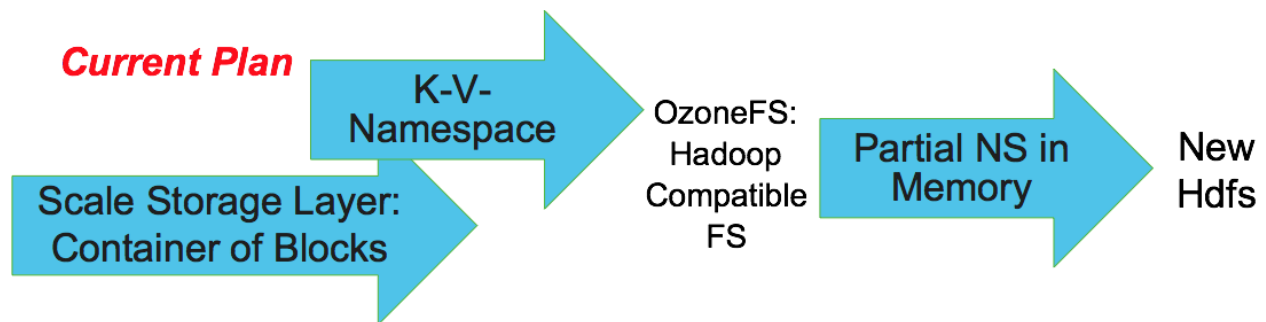 Current Plan
K-V-
Namespace
Scale Storage Layer:
Container of Blocks
OzoneFS:
Hadoop
Compatible
FS
Partial NS in
Memory
New
Hdfs